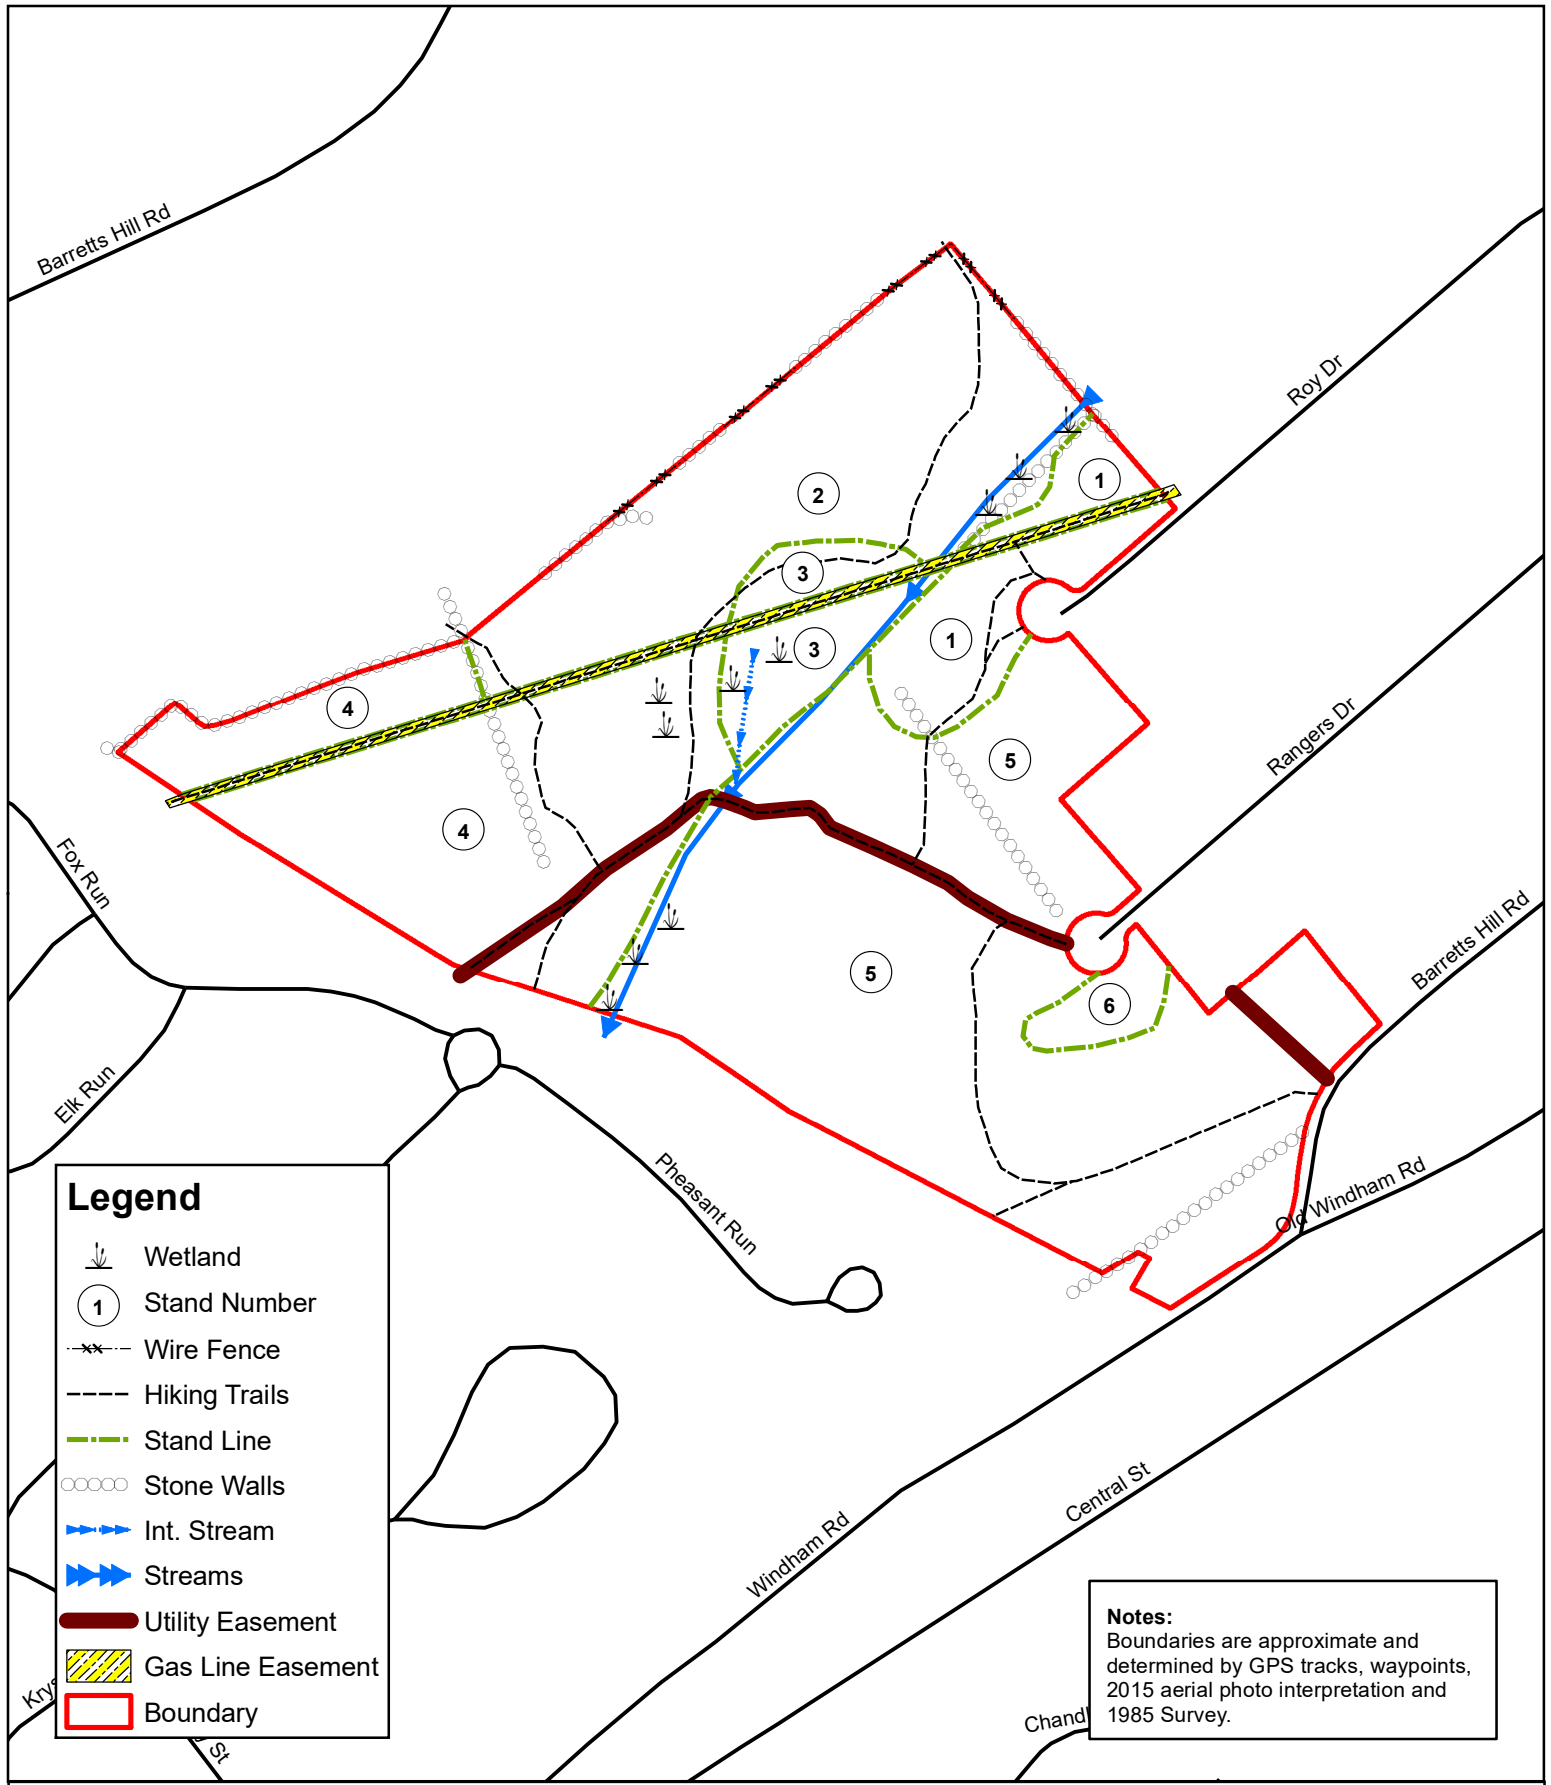 Barretts Hill Rd
Roy Dr
2
1
3
3
1
4
5
Rangers Dr
4
Fox Run
Barretts Hill Rd
5
6
Elk Run
Pheasant Run
Old Windham Rd
Legend
Wetland
1 Stand Number
Wire Fence
Hiking Trails
Stand Line
Stone Walls
Int. Stream
Streams
Utility Easement
Gas Line Easement
Boundary
Central St
Windham Rd
Notes:
Boundaries are approximate and
determined by GPS tracks, waypoints,
2015 aerial photo interpretation and
1985 Survey.
St